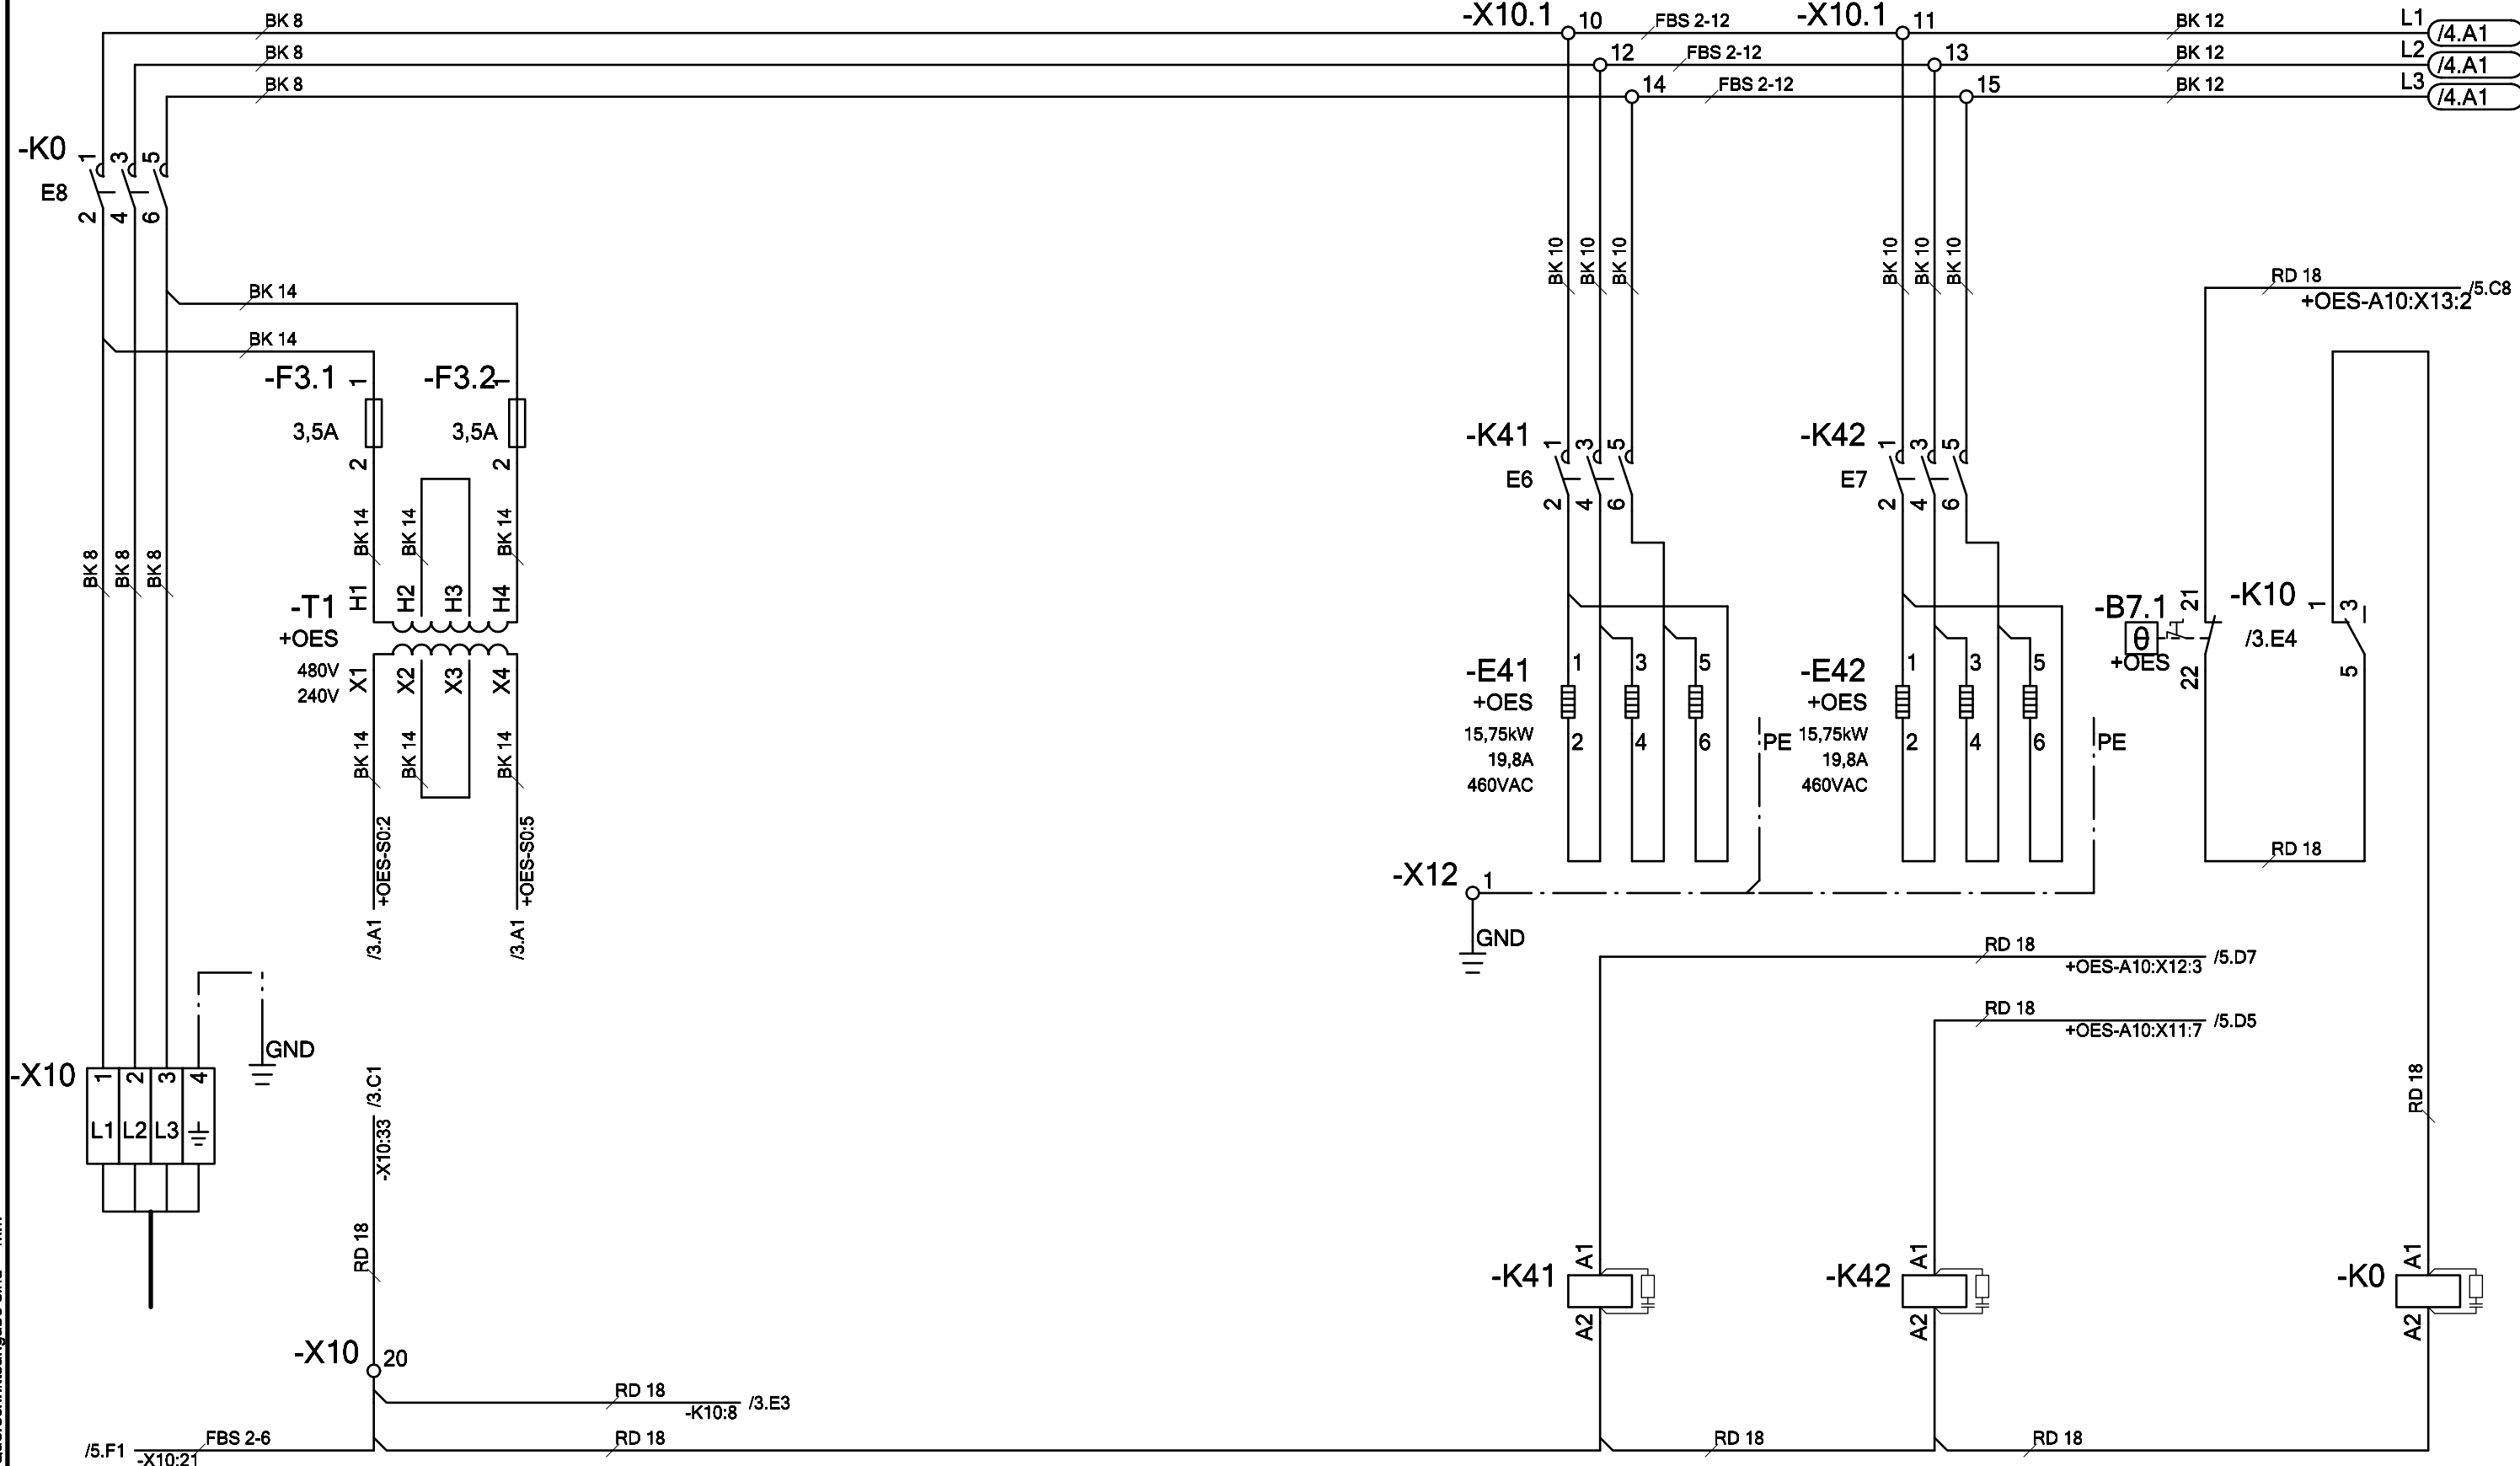 BK 8
-X10.1 10 FBS 2-12 -X10.1 11 BK 12 L1 /4.A1
BK 8
12 FBS 2-12 13 BK 12 L2 /4.A1
BK 8
14 FBS 2-12 15 BK 12 L3 /4.A1
-K0 1 3 5
E8
2 4 6
BK 10 BK 10 BK 10 BK 10 BK 10 BK 10
BK 14
RD 18 /5.C8
+OES-A10:X13:2
BK 14
-F3.1 1 -F3.2 1
3,5A 3,5A
2 2
-K41 1 3 5 -K42 1 3 5
E6 E7
2 4 6 2 4 6
BK 8 BK 8 BK 8 BK 14 BK 14 BK 14
-T1 H1 H2 H3 H4
+OES
480V
240V
X1 X2 X3 X4
-B7.1 21 -K10 1 3
θ /3.E4
+OES
22 5
-E41 1 3 5 -E42 1 3 5
+OES +OES
15,75kW 2 4 6 PE 15,75kW 2 4 6 PE
19,8A 19,8A
460VAC 460VAC
BK 14 BK 14 BK 14
+OES-S0:2 +OES-S0:5
/3.A1 /3.A1
RD 18
-X12 1
GND
RD 18 /5.D7
+OES-A10:X12:3
RD 18 /5.D5
+OES-A10:X11:7
GND
-X10 1 2 3 4
L1 L2 L3
/3.C1
-X10:33
RD 18
RD 18
-K41 A1 -K42 A1 -K0 A1
A2 A2 A2
-X10 20
RD 18 /3.E3
-K10:8
/5.F1 FBS 2-6 RD 18 RD 18 RD 18
-X10:21